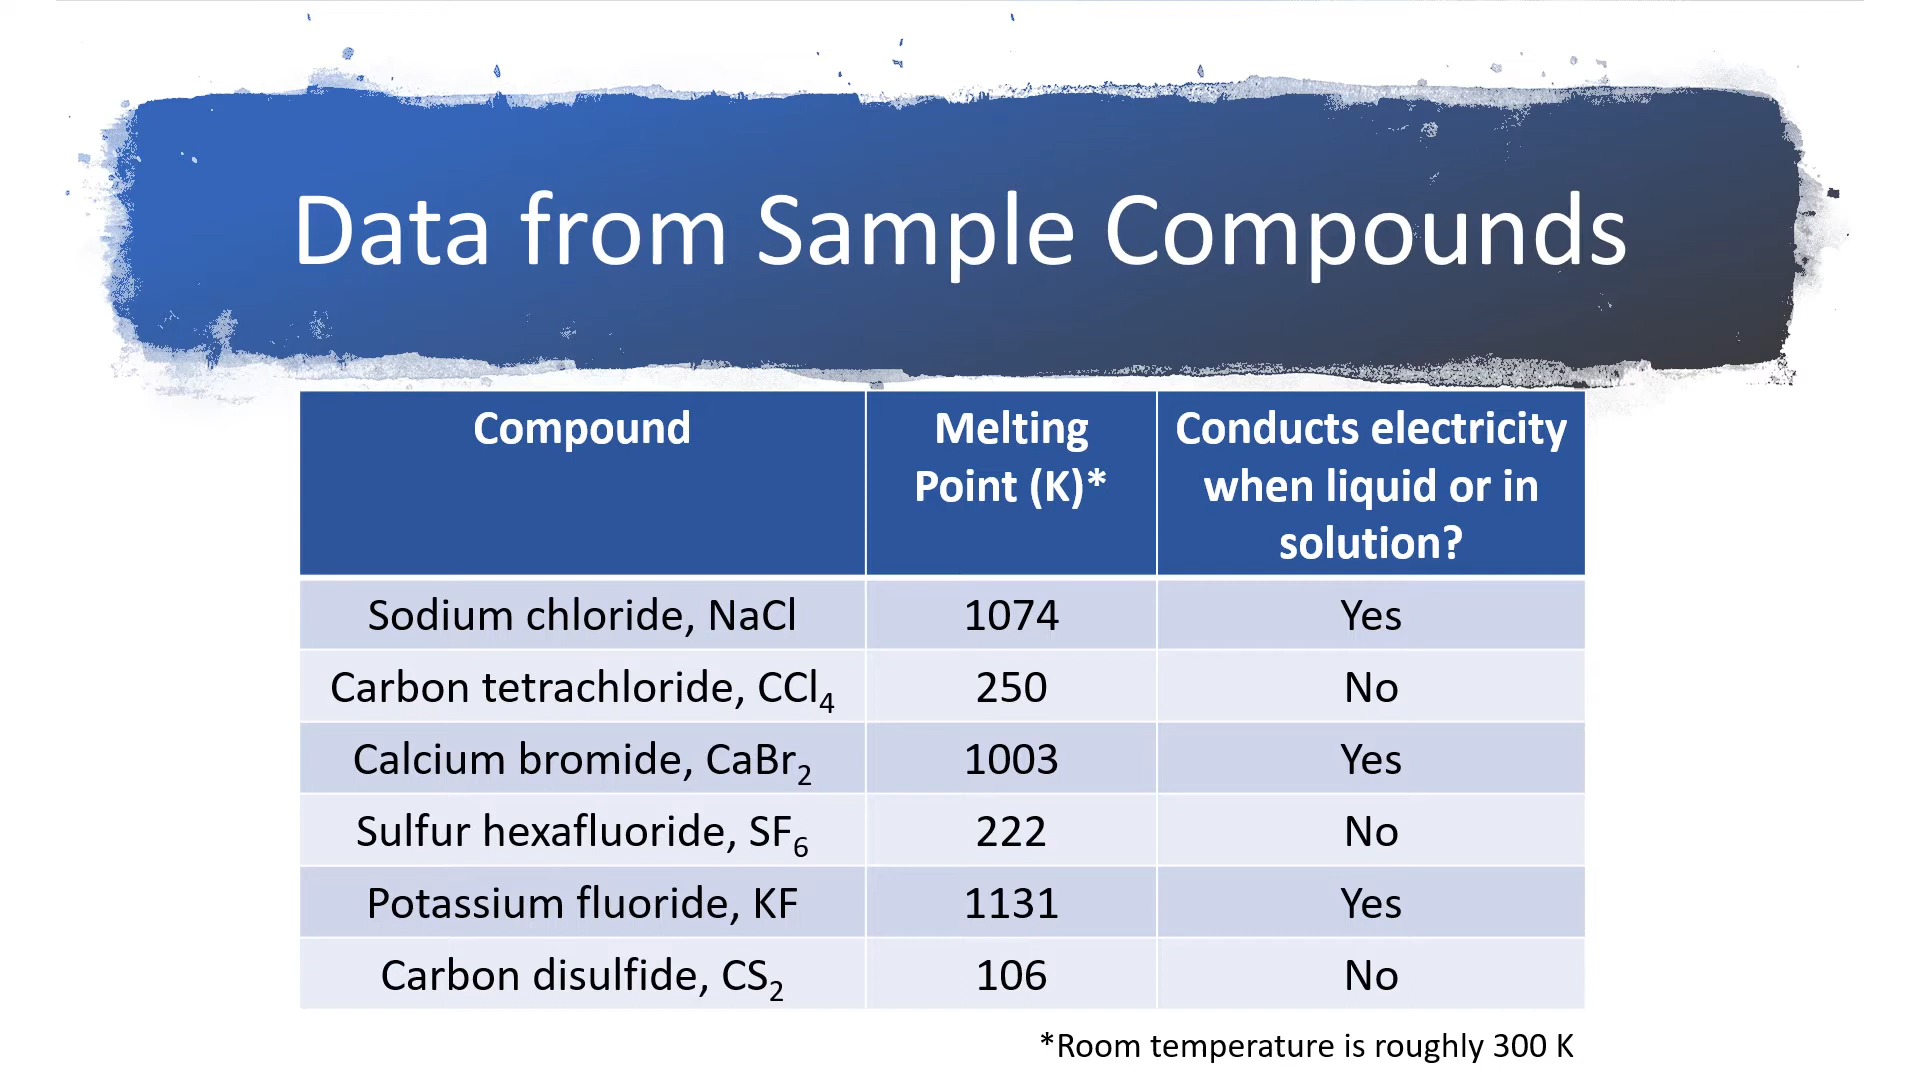 Data from Sample Compounds
Compound
Melting
Point (K)*
Conducts electricity
when liquid or in
solution?
Sodium chloride, NaCl 1074 Yes
Carbon tetrachloride, CCl₄ 250 No
Calcium bromide, CaBr₂ 1003 Yes
Sulfur hexafluoride, SF₆ 222 No
Potassium fluoride, KF 1131 Yes
Carbon disulfide, CS₂ 106 No
*Room temperature is roughly 300 K